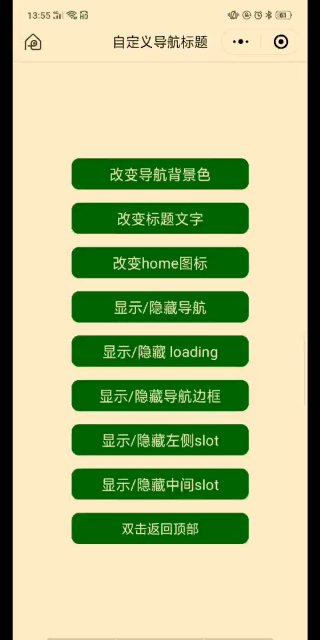 13:55
自定义导航标题
改变导航背景色
改变标题文字
改变home图标
显示/隐藏导航
显示/隐藏 loading
显示/隐藏导航边框
显示/隐藏左侧slot
显示/隐藏中间slot
双击返回顶部